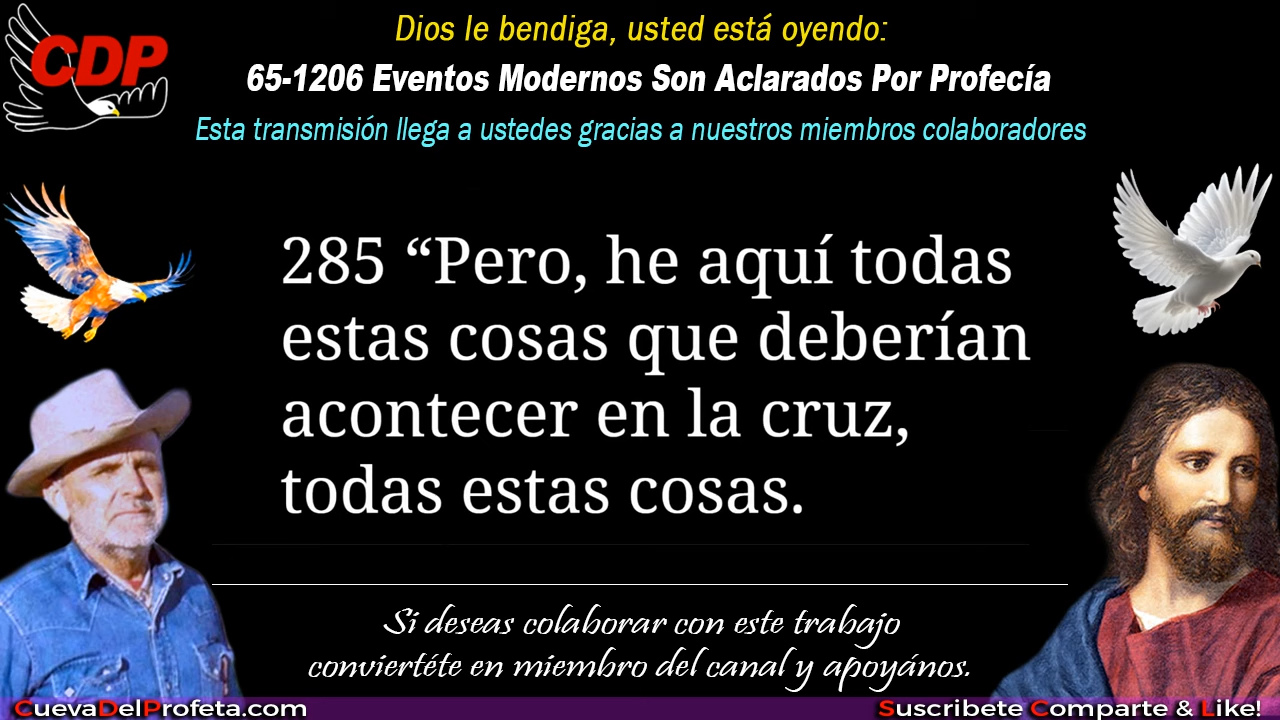 CDP
Dios le bendiga, usted está oyendo:
65-1206 Eventos Modernos Son Aclarados Por Profecía
Esta transmisión llega a ustedes gracias a nuestros miembros colaboradores
285 “Pero, he aquí todas
estas cosas que deberían
acontecer en la cruz,
todas estas cosas.
Si deseas colaborar con este trabajo
conviertéte en miembro del canal y apoyános.
CuevaDelProfeta.com
Suscribete Comparte & Like!